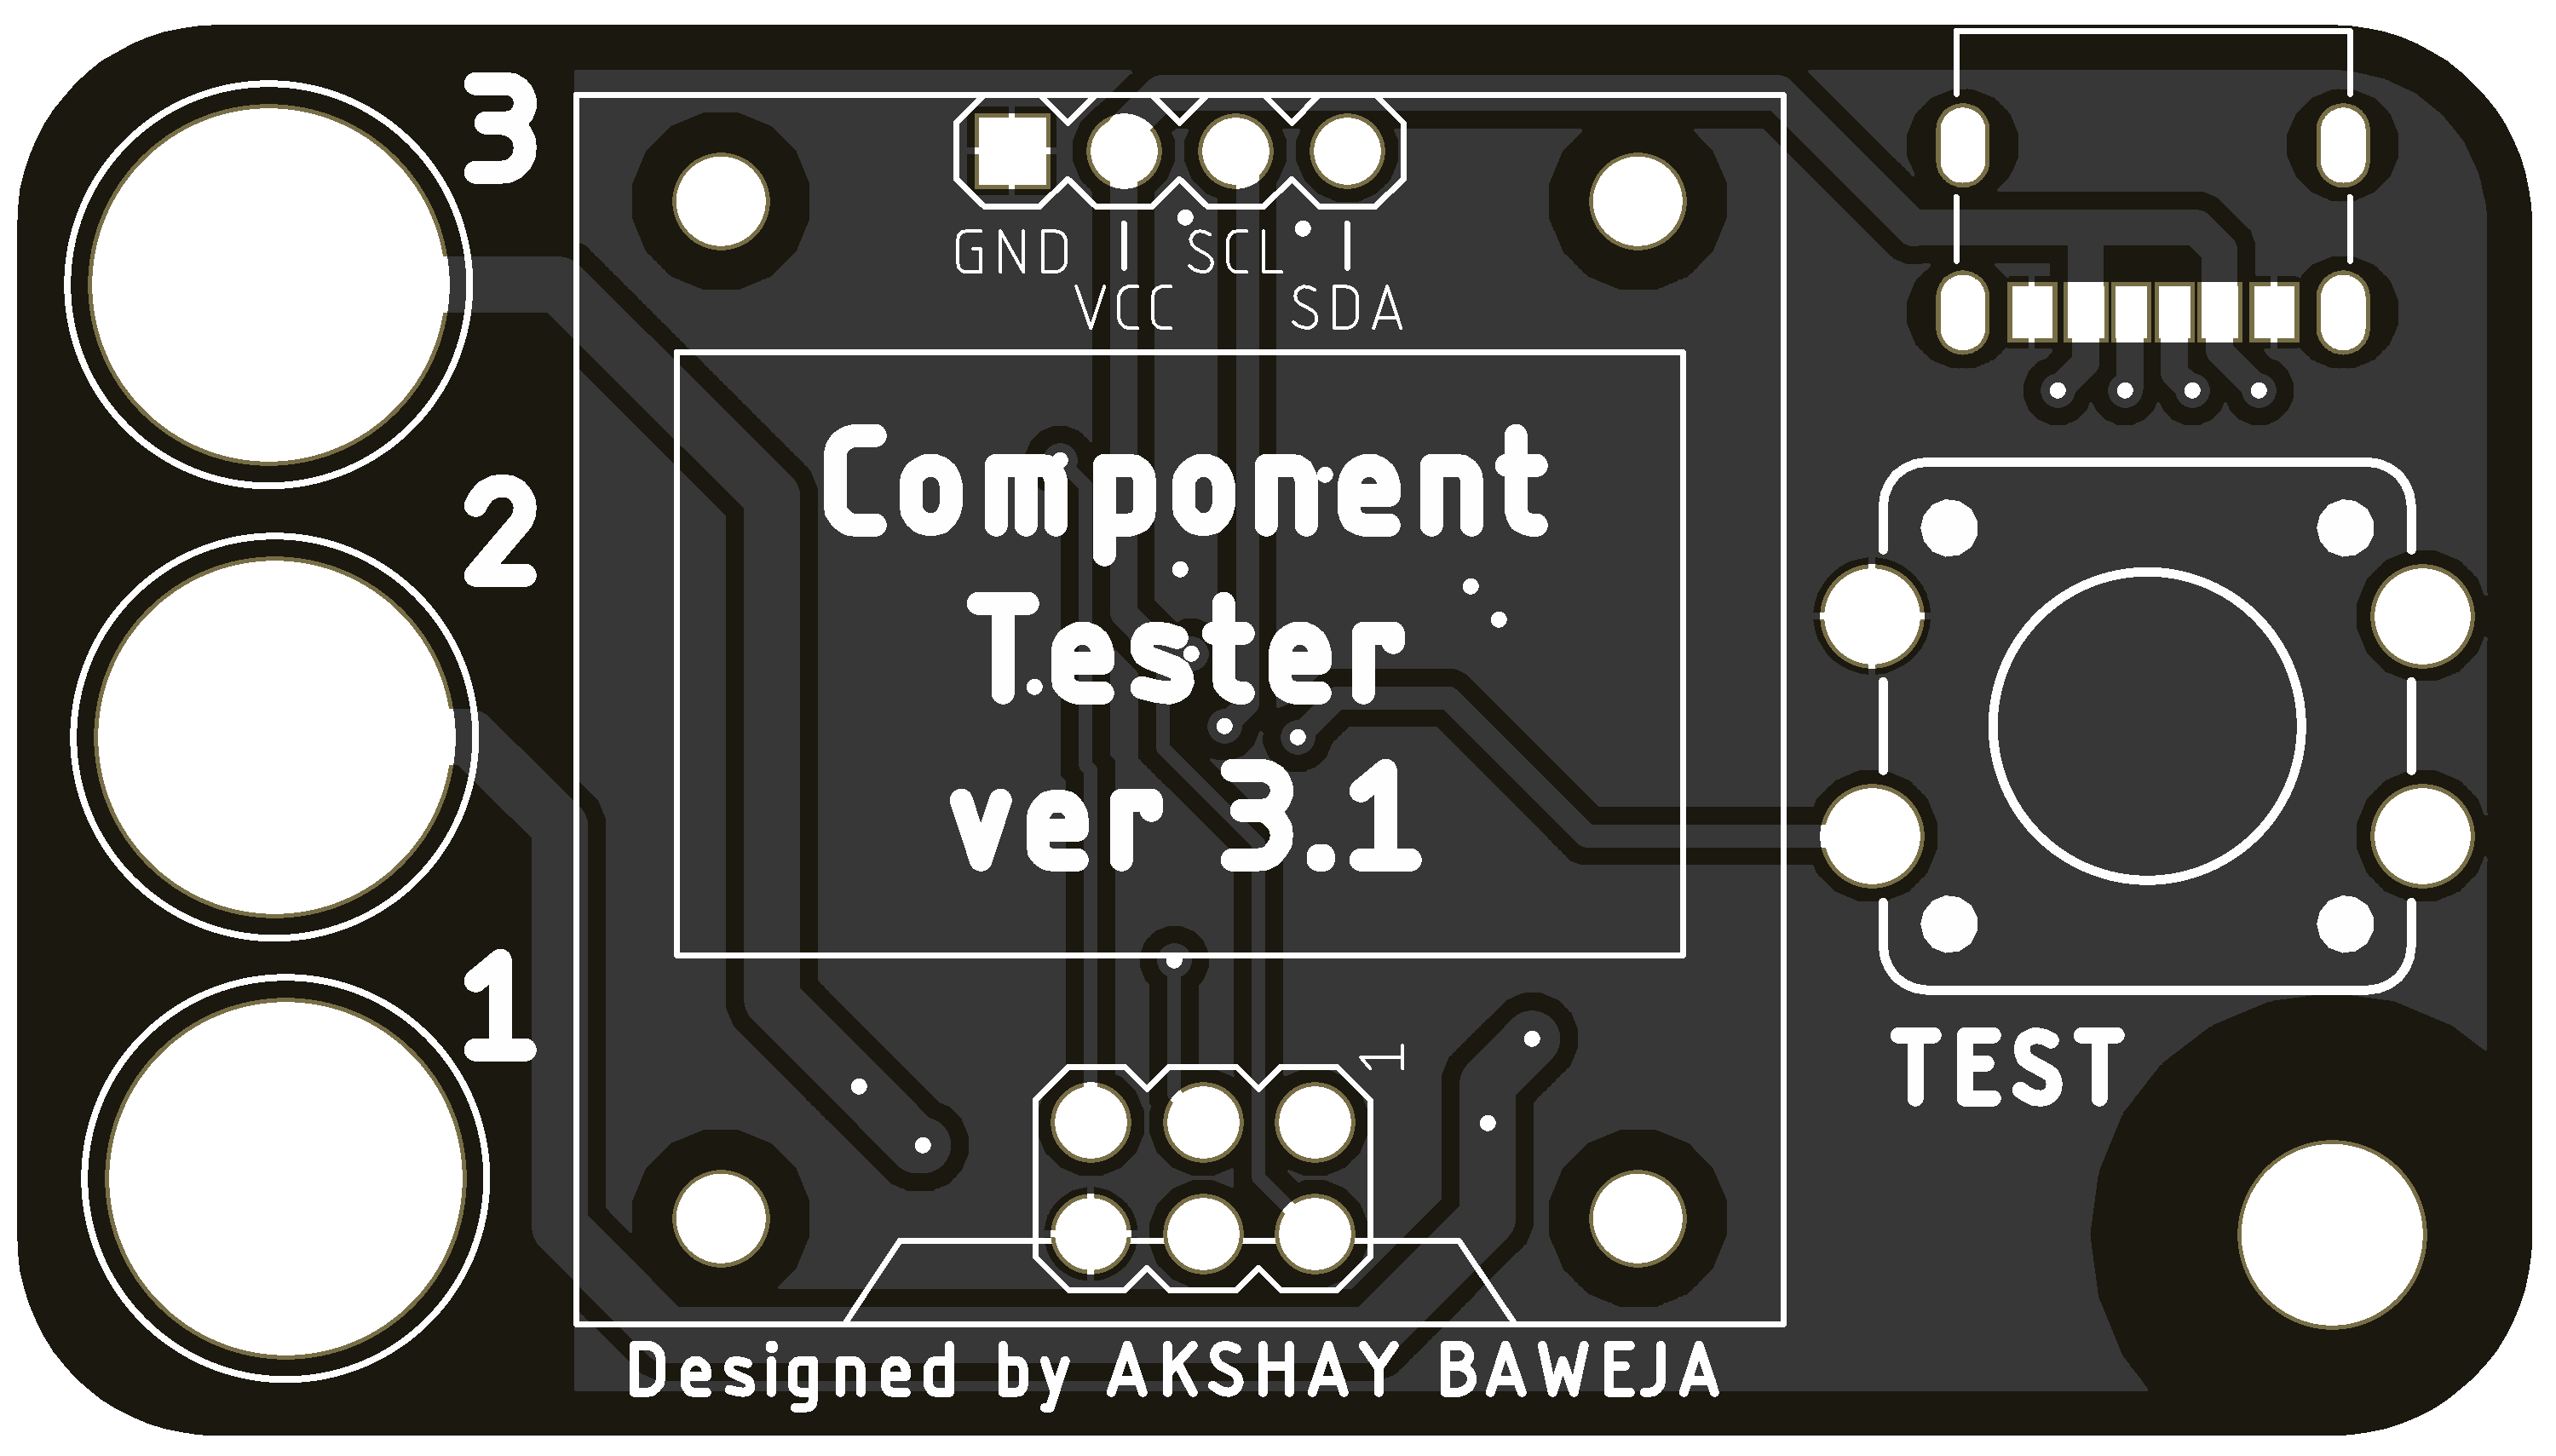 3
GND
SCL
VCC
SDA
Component
Tester
ver 3.1
2
1
1
TEST
Designed by AKSHAY BAWEJA